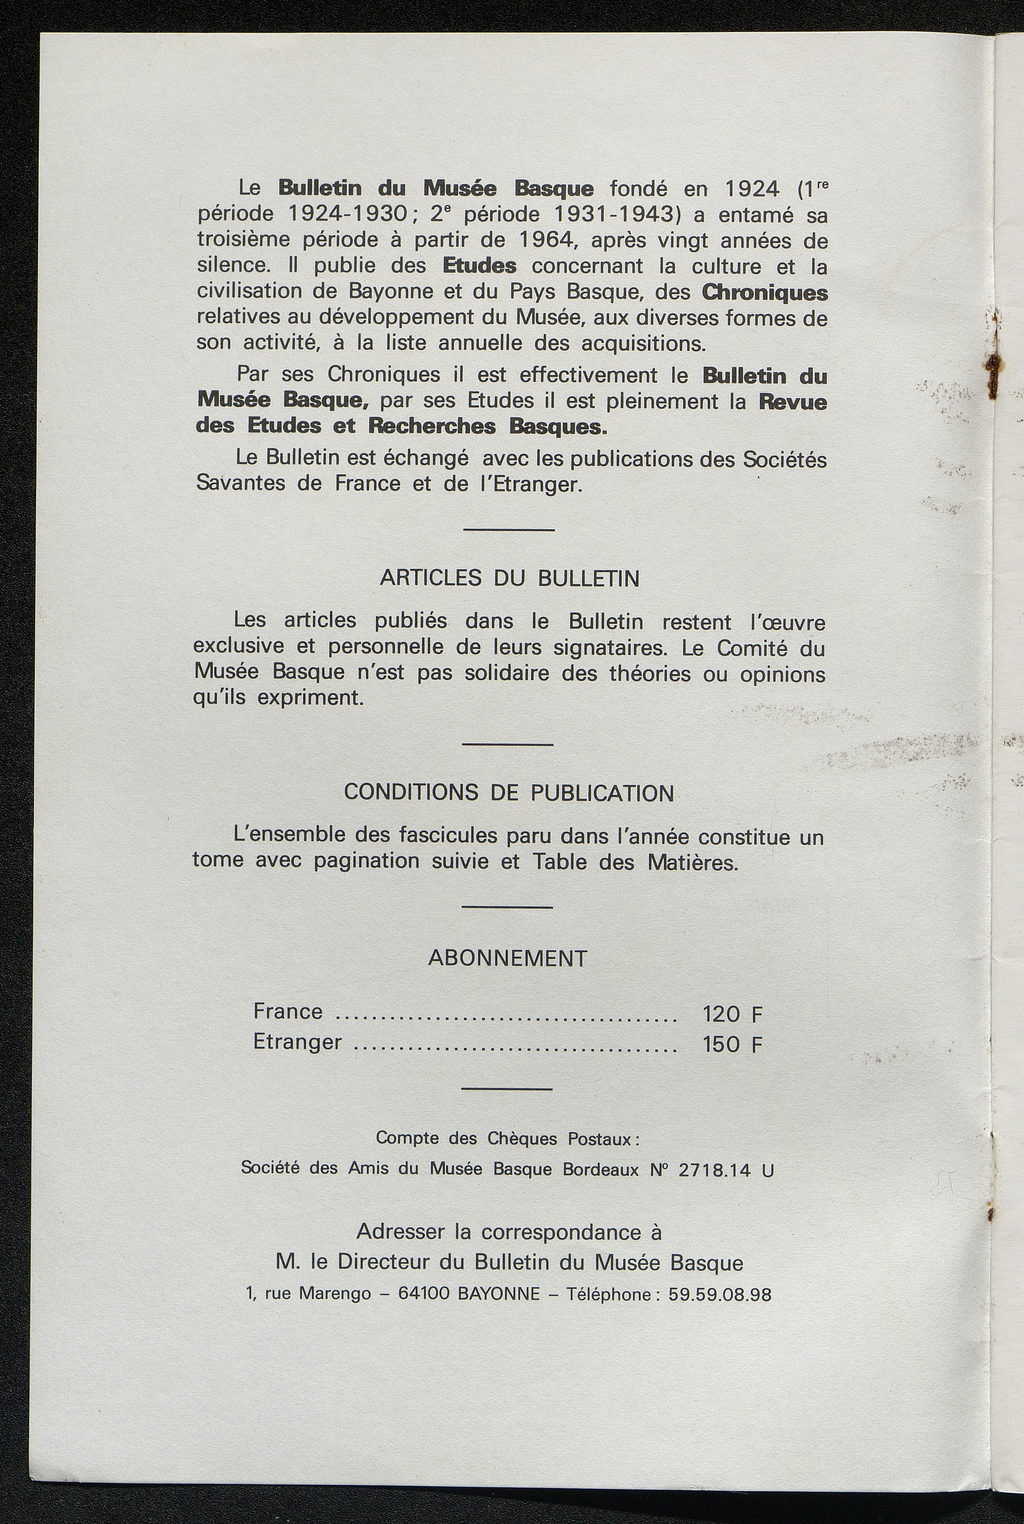 Le Bulletin du Musée Basque fondé en 1924 (1re
période 1924-1930; 2e période 1931-1943) a entamé sa
troisième période à partir de 1964, après vingt années de
silence. Il publie des Etudes concernant la culture et la
civilisation de Bayonne et du Pays Basque, des Chroniques
relatives au développement du Musée, aux diverses formes de
son activité, à la liste annuelle des acquisitions.
Par ses Chroniques il est effectivement le Bulletin du
Musée Basque, par ses Etudes il est pleinement la Revue
des Etudes et Recherches Basques.
Le Bulletin est échangé avec les publications des Sociétés
Savantes de France et de l'Etranger.
ARTICLES DU BULLETIN
Les articles publiés dans le Bulletin restent l'œuvre
exclusive et personnelle de leurs signataires. Le Comité du
Musée Basque n'est pas solidaire des théories ou opinions
qu'ils expriment.
CONDITIONS DE PUBLICATION
L'ensemble des fascicules paru dans l'année constitue un
tome avec pagination suivie et Table des Matières.
ABONNEMENT
France ...................................... 120 F
Etranger .................................... 150 F
Compte des Chèques Postaux :
Société des Amis du Musée Basque Bordeaux N° 2718.14 U
Adresser la correspondance à
M. le Directeur du Bulletin du Musée Basque
1, rue Marengo – 64100 BAYONNE – Téléphone : 59.59.08.98